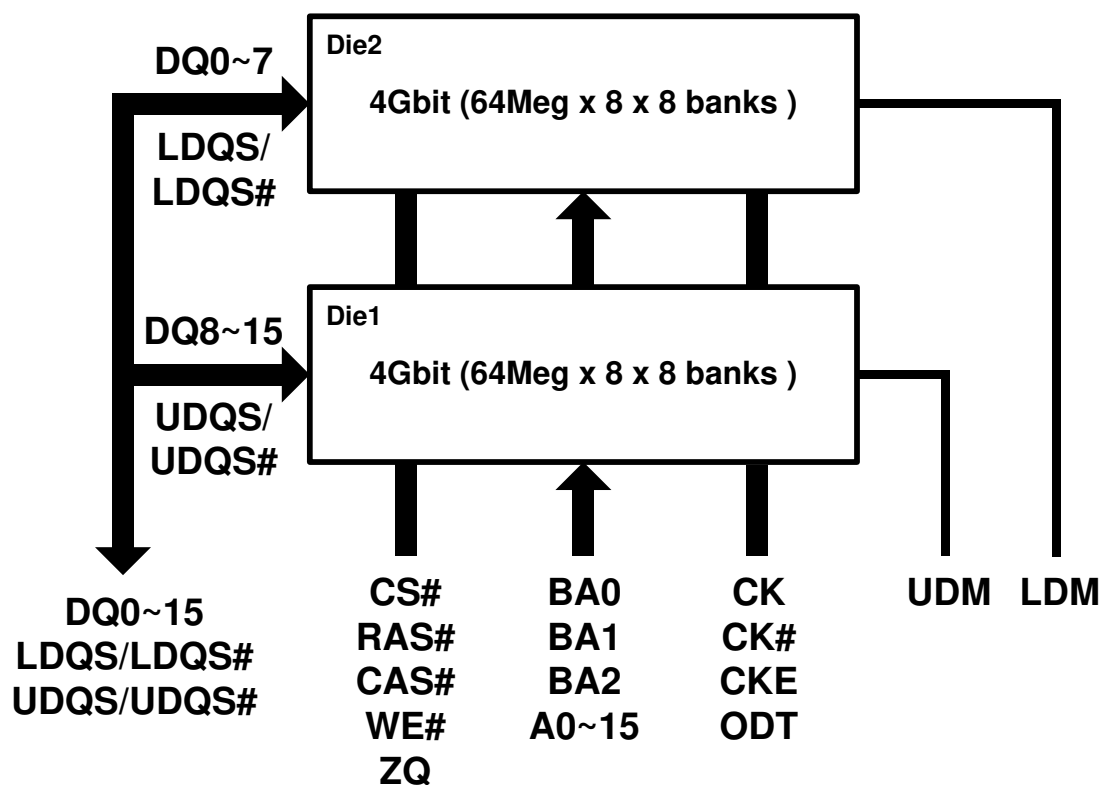 Die2
DQ0~7
4Gbit (64Meg x 8 x 8 banks )
LDQS/
LDQS#
Die1
DQ8~15
4Gbit (64Meg x 8 x 8 banks )
UDQS/
UDQS#
DQ0~15
LDQS/LDQS#
UDQS/UDQS#
CS#
RAS#
CAS#
WE#
ZQ
BA0
BA1
BA2
A0~15
CK
CK#
CKE
ODT
UDM
LDM